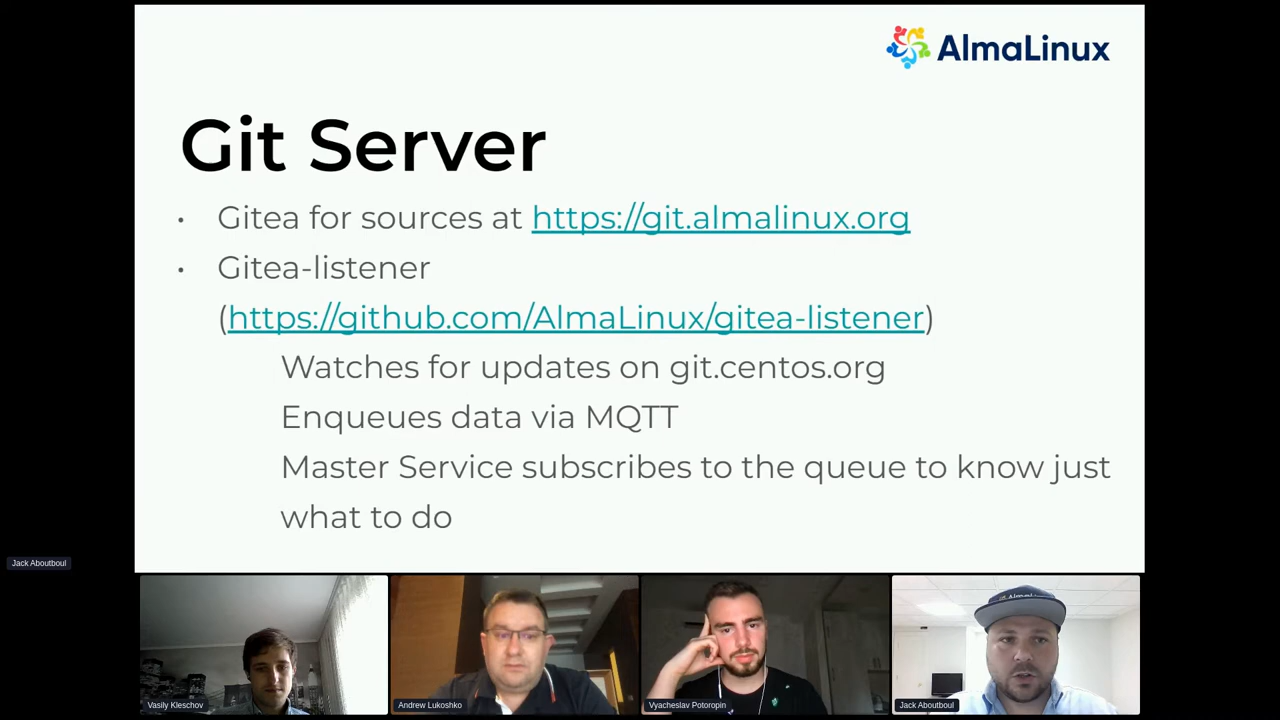 AlmaLinux
Git Server
• Gitea for sources at https://git.almalinux.org
• Gitea-listener
(https://github.com/AlmaLinux/gitea-listener)
Watches for updates on git.centos.org
Enqueues data via MQTT
Master Service subscribes to the queue to know just
what to do
Jack Aboutboul
AlmaLinux
Vasily Kleschov
Andrew Lukoshko
Vyacheslav Potoropin
Jack Aboutboul